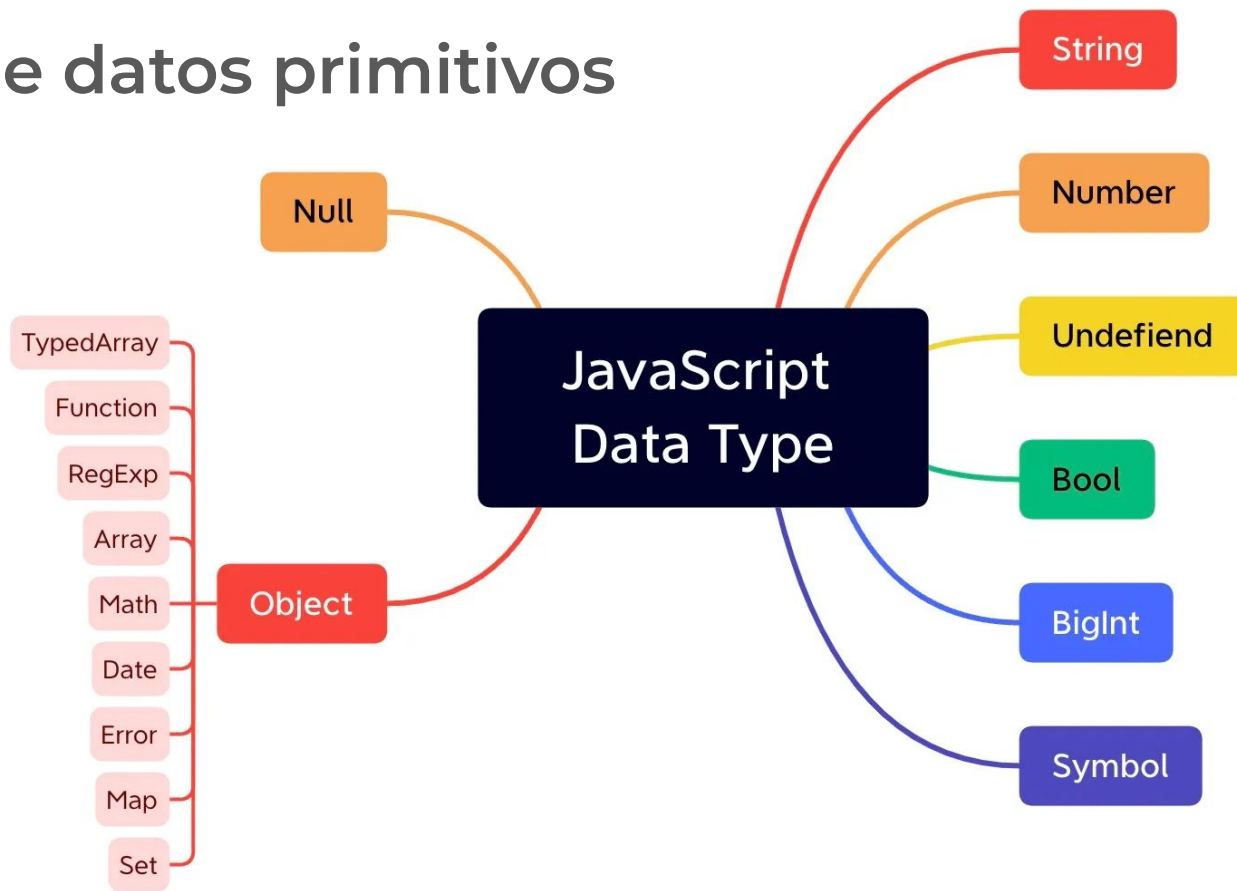 e datos primitivos
String
Number
Undefiend
Bool
BigInt
Symbol
JavaScript
Data Type
Null
Object
TypedArray
Function
RegExp
Array
Math
Date
Error
Map
Set